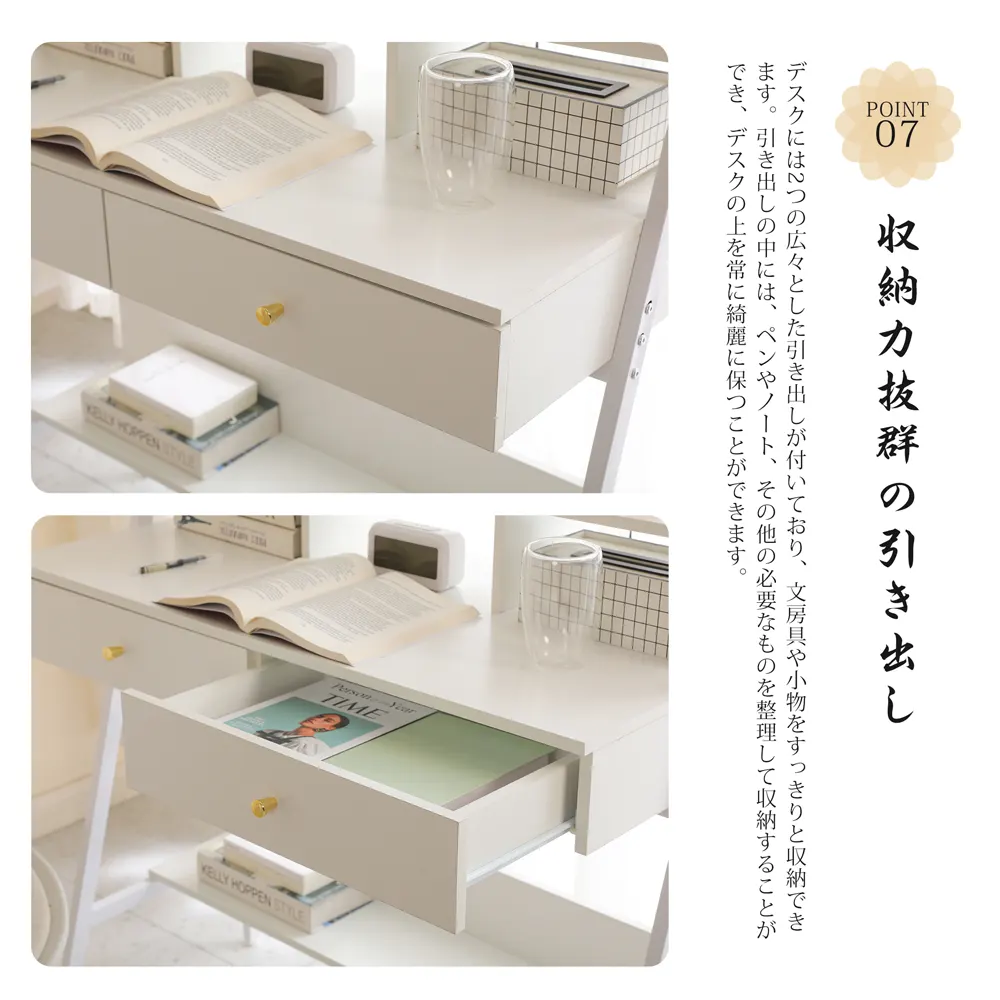 POINT
07
収納力抜群の引き出し
デスクには2つの広々とした引き出しが付いており、文房具や小物をすっきりと収納でき
ます。引き出しの中には、ペンやノート、その他の必要なものを整理して収納することが
でき、デスクの上を常に綺麗に保つことができます。
KELLY HOPPEN STYLE
Person of the Year
TIME
KELLY HOPPEN STYLE